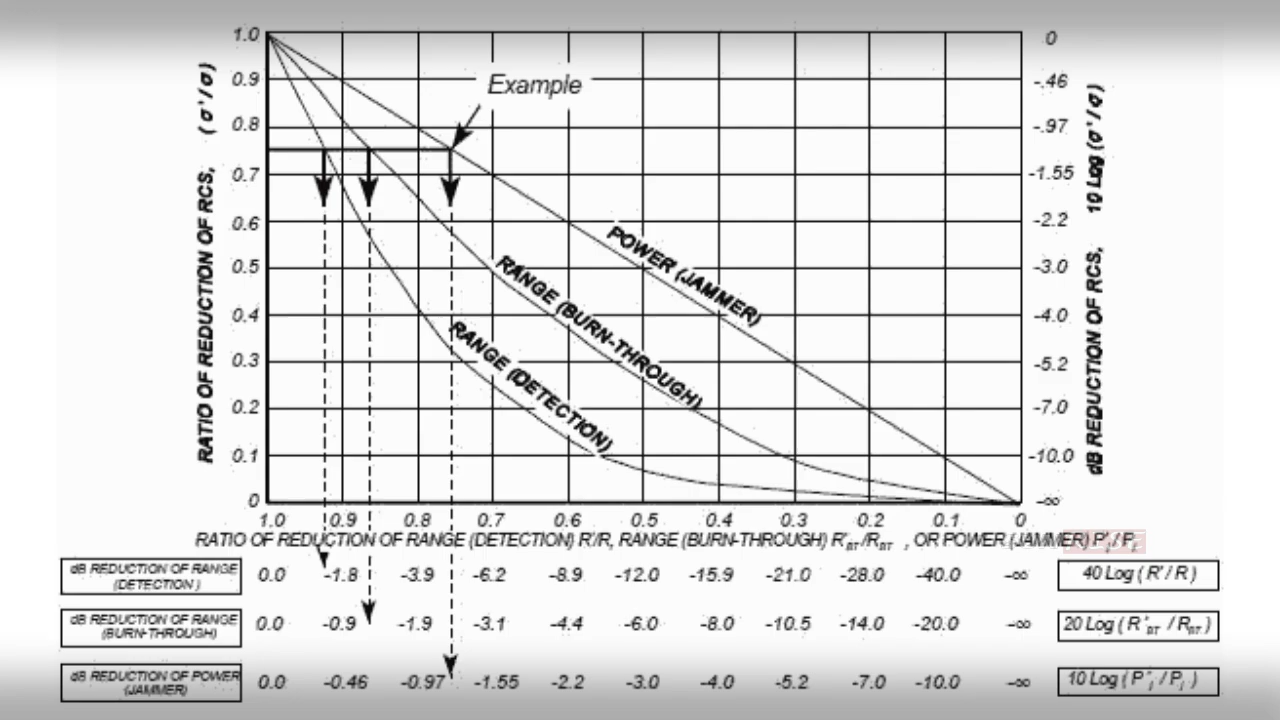 1.0
0.9
0.8
0.7
0.6
0.5
0.4
0.3
0.2
0.1
0
RATIO OF REDUCTION OF RCS, (σ'/σ)
Example
POWER (JAMMER)
RANGE (BURN-THROUGH)
RANGE (DETECTION)
0
-.46
-.97
-1.55
-2.2
-3.0
-4.0
-5.2
-7.0
-10.0
-∞
dB REDUCTION OF RCS, 10 Log (σ'/σ)
1.0 0.9 0.8 0.7 0.6 0.5 0.4 0.3 0.2 0.1 0
RATIO OF REDUCTION OF RANGE (DETECTION) R'/R, RANGE (BURN-THROUGH) R'BT/RBT , OR POWER (JAMMER) P'j / Pj
dB REDUCTION OF RANGE
(DETECTION )
0.0 -1.8 -3.9 -6.2 -8.9 -12.0 -15.9 -21.0 -28.0 -40.0 -∞
40 Log ( R' / R )
dB REDUCTION OF RANGE
(BURN-THROUGH)
0.0 -0.9 -1.9 -3.1 -4.4 -6.0 -8.0 -10.5 -14.0 -20.0 -∞
20 Log ( R'BT / RBT )
dB REDUCTION OF POWER
(JAMMER)
0.0 -0.46 -0.97 -1.55 -2.2 -3.0 -4.0 -5.2 -7.0 -10.0 -∞
10 Log ( P'j / Pj )